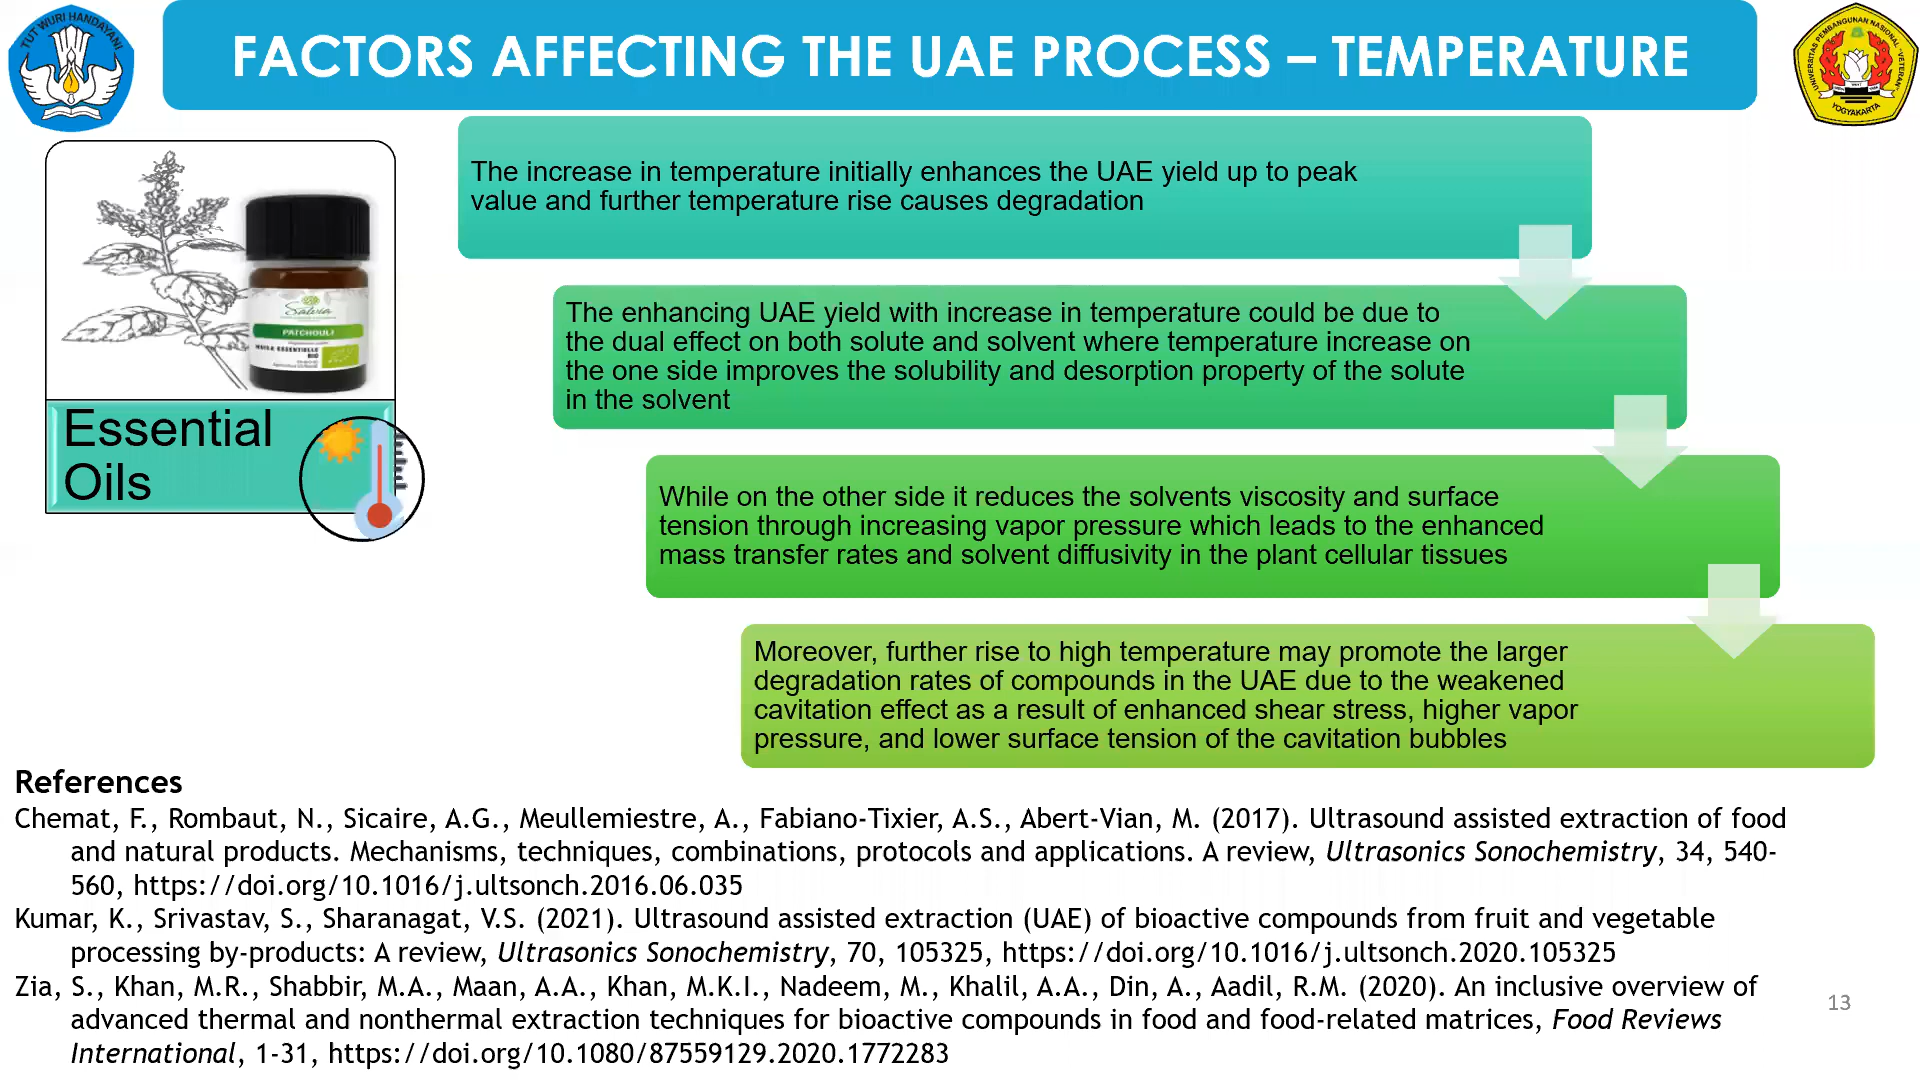 TUT WURI HANDAYANI
FACTORS AFFECTING THE UAE PROCESS – TEMPERATURE
UNIVERSITAS PEMBANGUNAN NASIONAL "VETERAN"
YOGYAKARTA
The increase in temperature initially enhances the UAE yield up to peak
value and further temperature rise causes degradation
Salvia
PATCHOULI
BIO
Essential
Oils
The enhancing UAE yield with increase in temperature could be due to
the dual effect on both solute and solvent where temperature increase on
the one side improves the solubility and desorption property of the solute
in the solvent
While on the other side it reduces the solvents viscosity and surface
tension through increasing vapor pressure which leads to the enhanced
mass transfer rates and solvent diffusivity in the plant cellular tissues
Moreover, further rise to high temperature may promote the larger
degradation rates of compounds in the UAE due to the weakened
cavitation effect as a result of enhanced shear stress, higher vapor
pressure, and lower surface tension of the cavitation bubbles
References
Chemat, F., Rombaut, N., Sicaire, A.G., Meullemiestre, A., Fabiano-Tixier, A.S., Abert-Vian, M. (2017). Ultrasound assisted extraction of food
and natural products. Mechanisms, techniques, combinations, protocols and applications. A review, Ultrasonics Sonochemistry, 34, 540-
560, https://doi.org/10.1016/j.ultsonch.2016.06.035
Kumar, K., Srivastav, S., Sharanagat, V.S. (2021). Ultrasound assisted extraction (UAE) of bioactive compounds from fruit and vegetable
processing by-products: A review, Ultrasonics Sonochemistry, 70, 105325, https://doi.org/10.1016/j.ultsonch.2020.105325
Zia, S., Khan, M.R., Shabbir, M.A., Maan, A.A., Khan, M.K.I., Nadeem, M., Khalil, A.A., Din, A., Aadil, R.M. (2020). An inclusive overview of
advanced thermal and nonthermal extraction techniques for bioactive compounds in food and food-related matrices, Food Reviews
International, 1-31, https://doi.org/10.1080/87559129.2020.1772283
13